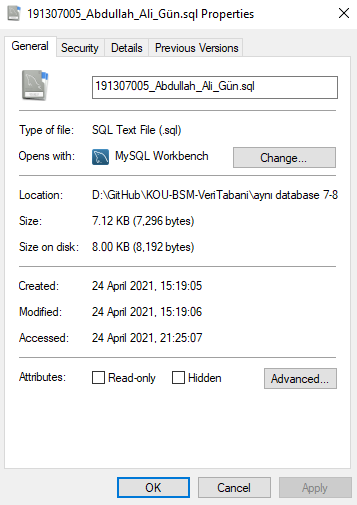 191307005_Abdullah_Ali_Gün.sql Properties
General Security Details Previous Versions
191307005_Abdullah_Ali_Gün.sql
Type of file: SQL Text File (.sql)
Opens with: MySQL Workbench Change...
Location: D:\GitHub\KOU-BSM-VeriTabani\aynı database 7-8
Size: 7.12 KB (7,296 bytes)
Size on disk: 8.00 KB (8,192 bytes)
Created: 24 April 2021, 15:19:05
Modified: 24 April 2021, 15:19:06
Accessed: 24 April 2021, 21:25:07
Attributes: Read-only Hidden Advanced...
OK Cancel Apply